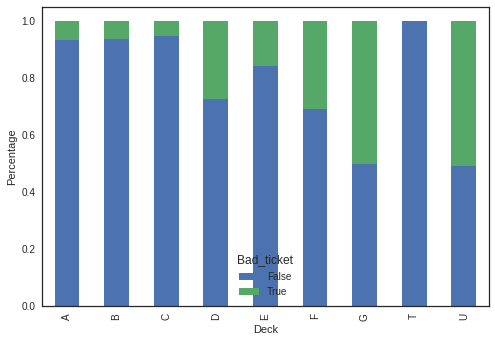 1.0
0.8
0.6
0.4
0.2
0.0
Percentage
Bad_ticket
False
True
A B C D E F G T U
Deck